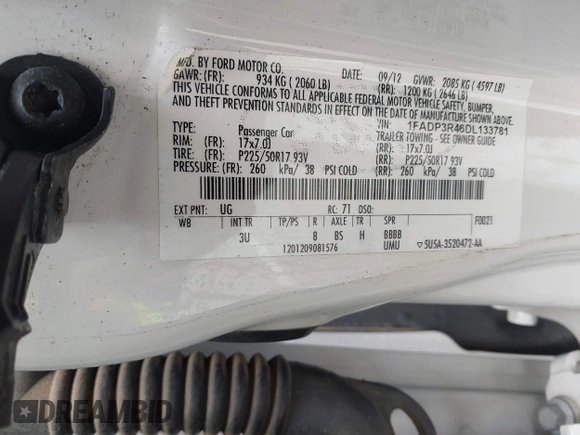 MFD. BY FORD MOTOR CO.
DATE: 09/12 GVWR: 2085 KG ( 4597 LB)
GAWR: (FR): 934 KG ( 2060 LB) (RR): 1200 KG ( 2646 LB)
THIS VEHICLE CONFORMS TO ALL APPLICABLE FEDERAL MOTOR VEHICLE SAFETY, BUMPER,
AND THEFT PREVENTION STANDARDS IN EFFECT ON THE DATE OF MANUFACTURE SHOWN ABOVE.
VIN: 1FADP3R46DL133781
TYPE: Passenger Car TRAILER TOWING - SEE OWNER GUIDE
RIM: 17x7.0J 17x7.0J
TIRE: P225/50R17 93V P225/50R17 93V
PRESSURE: (FR) 260 kPa/ 38 PSI COLD (RR) 260 kPa/ 38 PSI COLD
EXT PNT: UG RC: 71 DSO: F0021
WB INT TR TP/PS R AX TR SPR
3U 8 BS H BBBB
1201209081576 UMU ▽5U5A-3520472-AA
DREAMBID